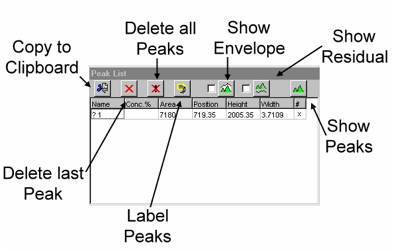 Delete all
Peaks
Show
Envelope
Show
Residual
Copy to
Clipboard
Peak List
Name Conc.% Area Position Height Width #
? 1 7180 719.35 2005.35 3.7109 X
Show
Peaks
Delete last
Peak
Label
Peaks